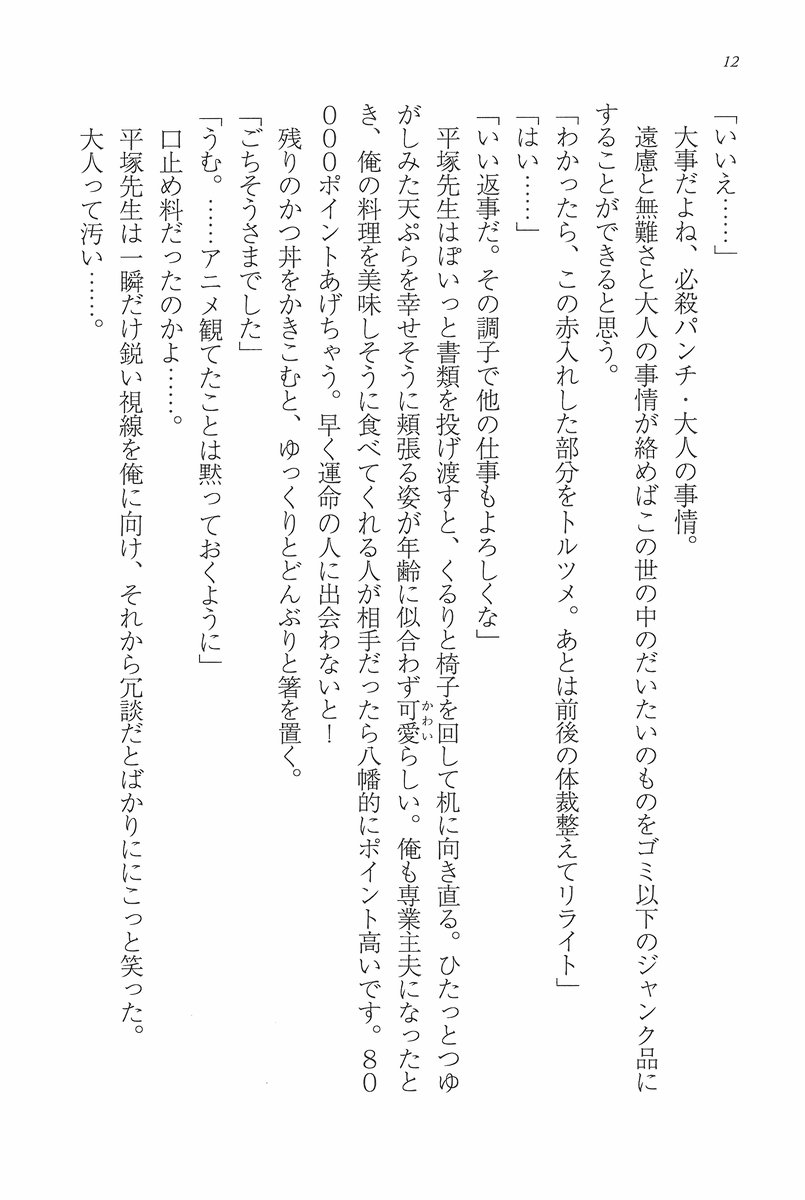 12
「いいえ……」
大事だよね、必殺パンチ・大人の事情。
遠慮と無難さと大人の事情が絡めばこの世の中のだいたいのものをゴミ以下のジャンク品に
することができると思う。
「わかったら、この赤入れした部分をトルツメ。あとは前後の体裁整えてリライト」
「はい……」
「いい返事だ。その調子で他の仕事もよろしくな」
平塚先生はぽいっと書類を投げ渡すと、くるりと椅子を回して机に向き直る。ひたっとつゆ
がしみた天ぷらを幸せそうに頬張る姿が年齢に似合わず可愛らしい。俺も専業主夫になったと
かわい
き、俺の料理を美味しそうに食べてくれる人が相手だったら八幡的にポイント高いです。８０
０００ポイントあげちゃう。早く運命の人に出会わないと！
残りのかつ丼をかきこむと、ゆっくりとどんぶりと箸を置く。
「ごちそうさまでした」
「うむ。……アニメ観てたことは黙っておくように」
口止め料だったのかよ……。
平塚先生は一瞬だけ鋭い視線を俺に向け、それから冗談だとばかりににこっと笑った。
大人って汚い……。